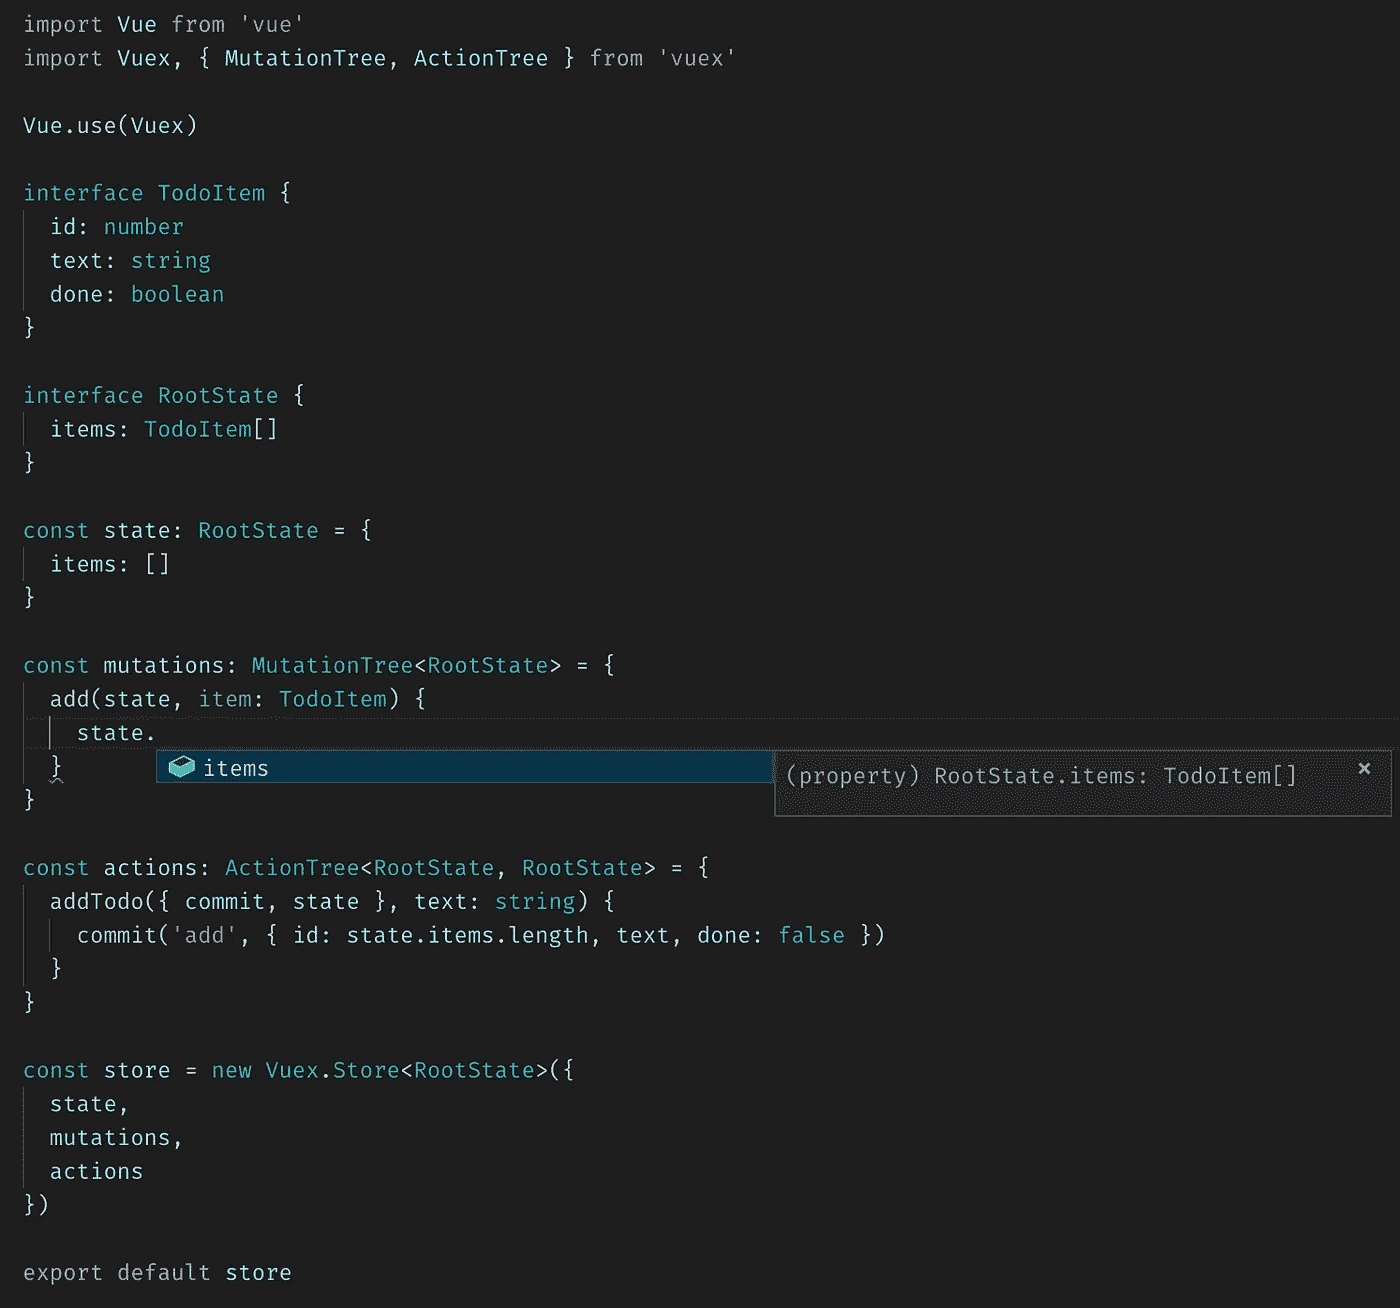 import Vue from 'vue'
import Vuex, { MutationTree, ActionTree } from 'vuex'
Vue.use(Vuex)
interface TodoItem {
id: number
text: string
done: boolean
}
interface RootState {
items: TodoItem[]
}
const state: RootState = {
items: []
}
const mutations: MutationTree<RootState> = {
add(state, item: TodoItem) {
state.
}
items
(property) RootState.items: TodoItem[]
}
const actions: ActionTree<RootState, RootState> = {
addTodo({ commit, state }, text: string) {
commit('add', { id: state.items.length, text, done: false })
}
}
const store = new Vuex.Store<RootState>({
state,
mutations,
actions
})
export default store